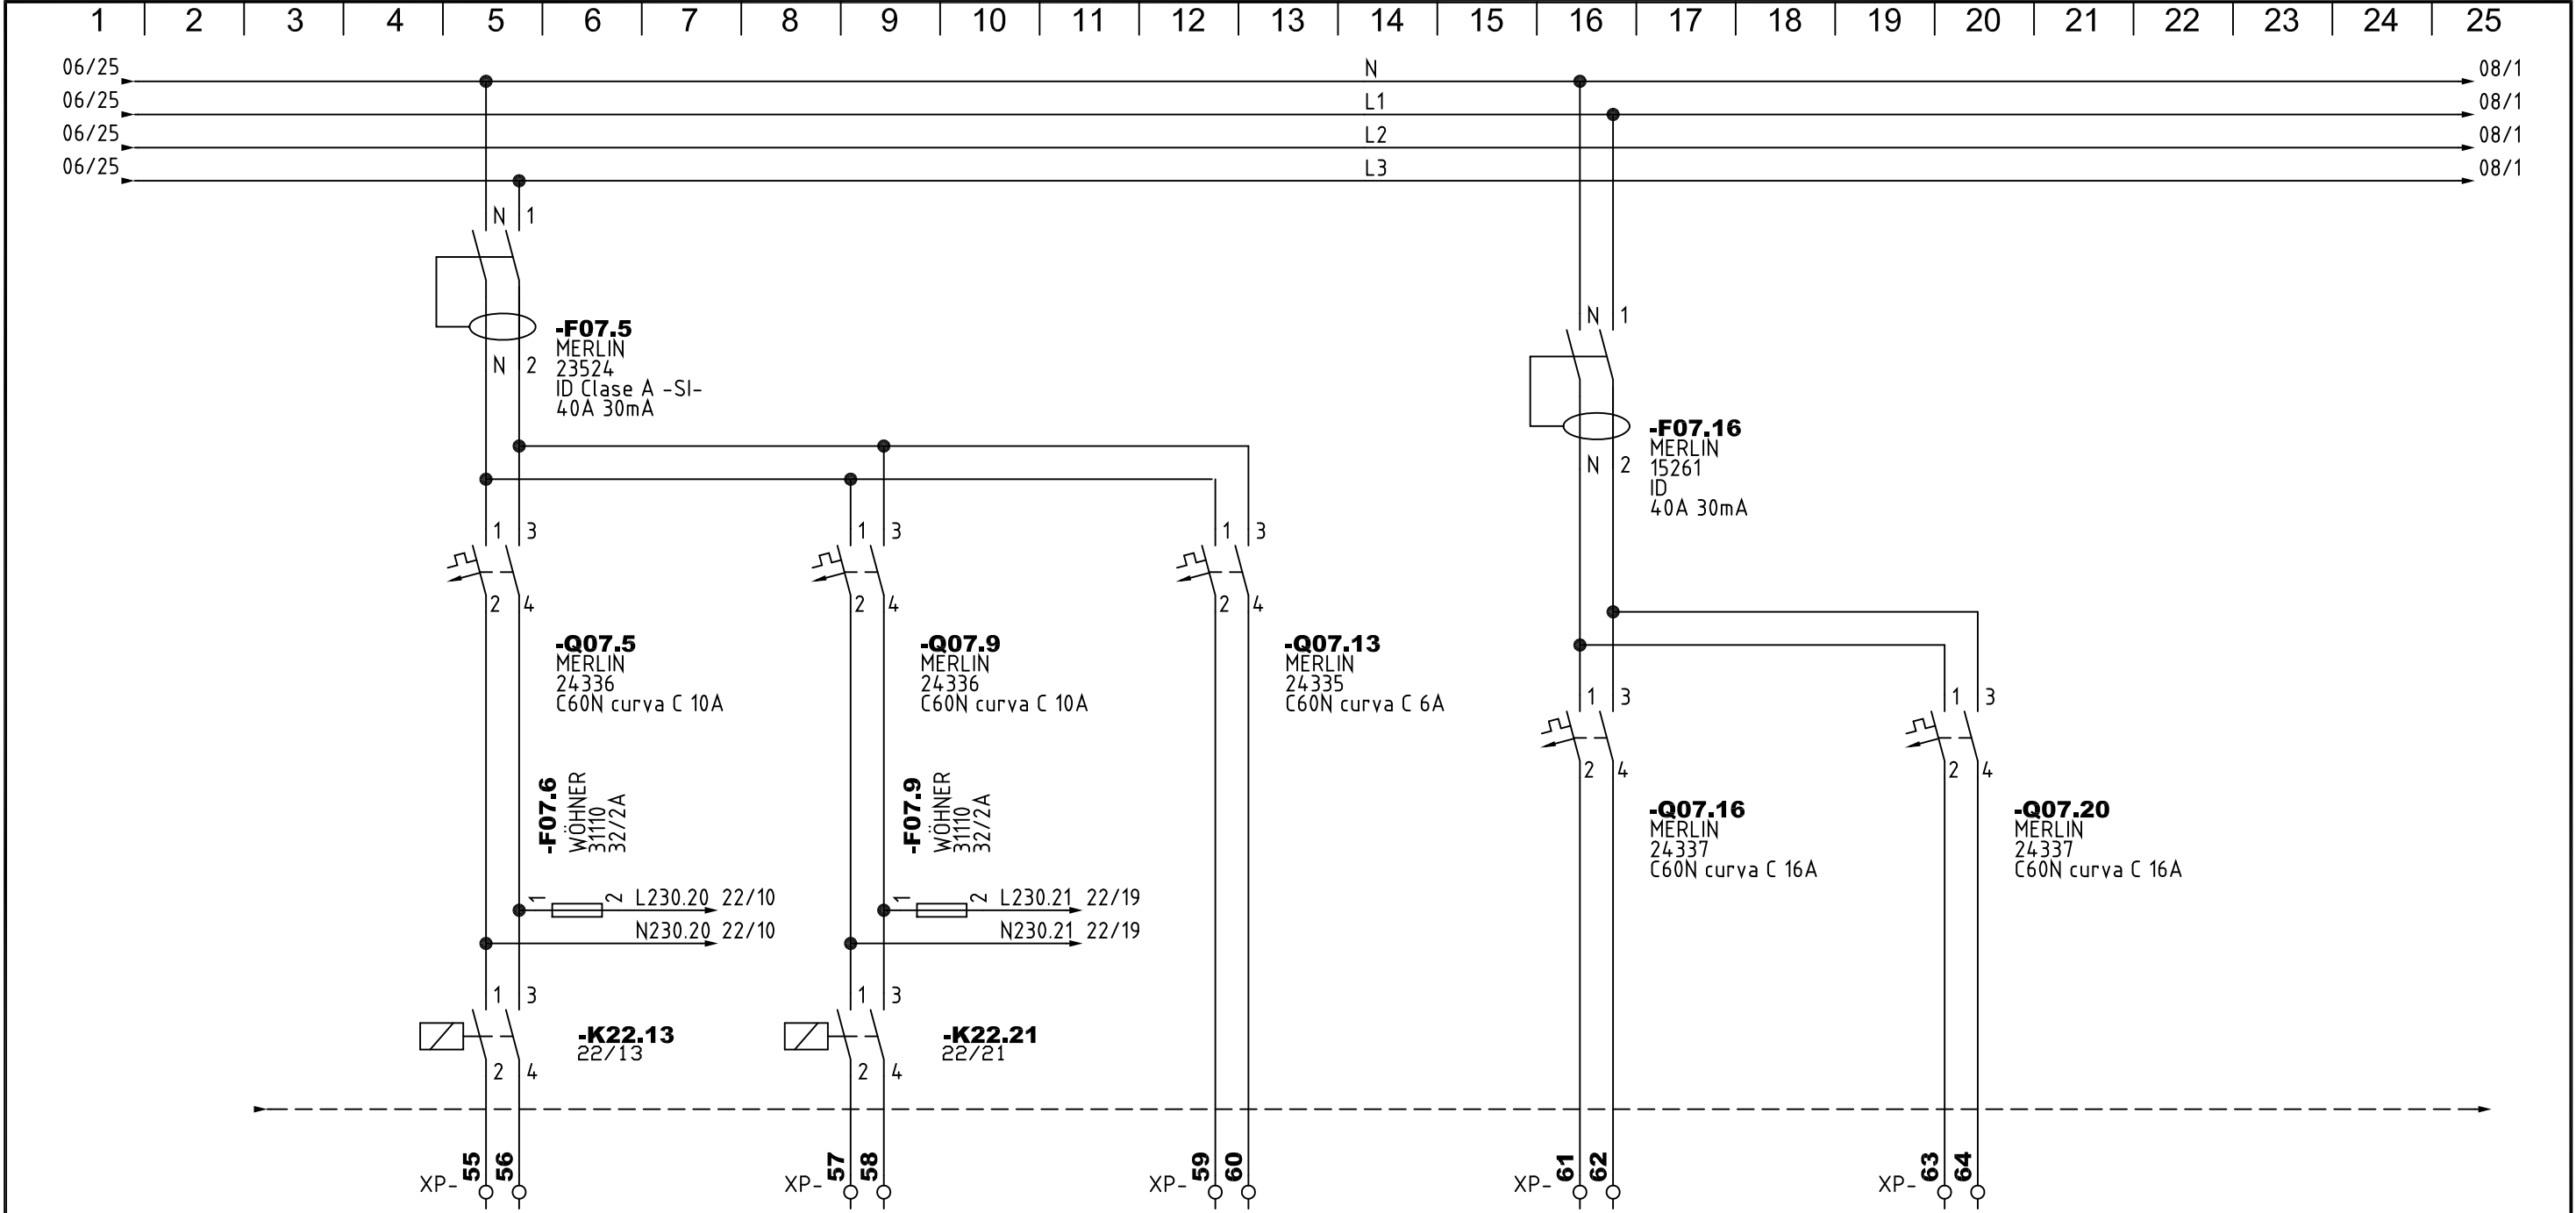 1 2 3 4 5 6 7 8 9 10 11 12 13 14 15 16 17 18 19 20 21 22 23 24 25
06/25 N 08/1
06/25 L1 08/1
06/25 L2 08/1
06/25 L3 08/1
N 1
N 1
-F07.5
MERLIN
23524
ID Clase A -SI-
40A 30mA
N 2
-F07.16
MERLIN
15261
ID
40A 30mA
N 2
1 3
2 4
1 3
2 4
1 3
2 4
-Q07.5
MERLIN
24336
C60N curva C 10A
-Q07.9
MERLIN
24336
C60N curva C 10A
-Q07.13
MERLIN
24335
C60N curva C 6A
1 3
2 4
1 3
2 4
-Q07.16
MERLIN
24337
C60N curva C 16A
-Q07.20
MERLIN
24337
C60N curva C 16A
-F07.6
WÖHNER
31110
32/2A
-F07.9
WÖHNER
31110
32/2A
1 2 L230.20 22/10
N230.20 22/10
1 2 L230.21 22/19
N230.21 22/19
1 3
2 4
-K22.13
22/13
1 3
2 4
-K22.21
22/21
XP- 55 56
XP- 57 58
XP- 59 60
XP- 61 62
XP- 63 64